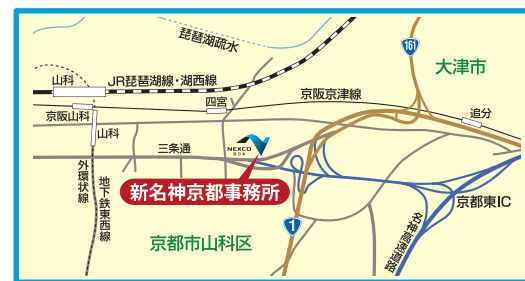 琵琶湖疏水
161
大津市
山科
JR琵琶湖線・湖西線
京阪山科
四宮
京阪京津線
追分
山科
三条通
NEXCO
新名神京都事務所
外環状線
地下鉄東西線
1
京都東IC
京都市山科区
名神高速道路